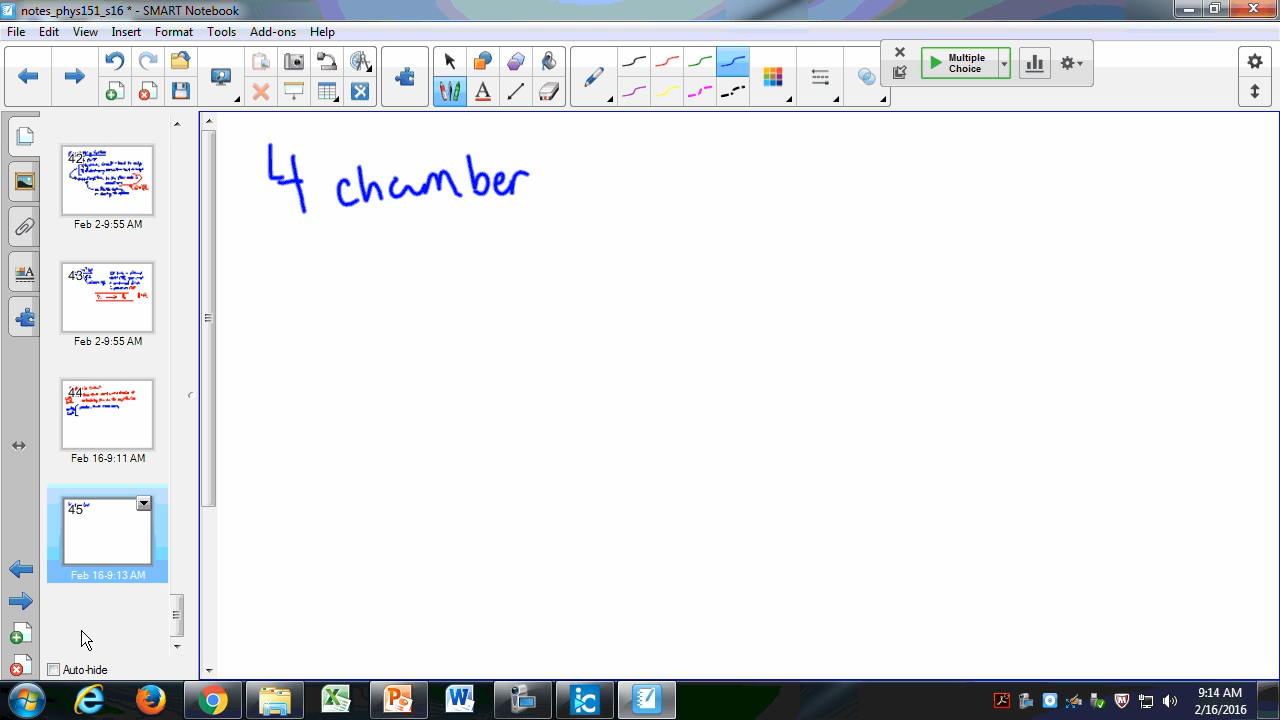 notes_phys151_s16 * - SMART Notebook
File Edit View Insert Format Tools Add-ons Help
Multiple
Choice
4 chamber
42
Feb 2-9:55 AM
43
Feb 2-9:55 AM
44
Feb 16-9:11 AM
45
Feb 16-9:13 AM
Auto-hide
9:14 AM
2/16/2016